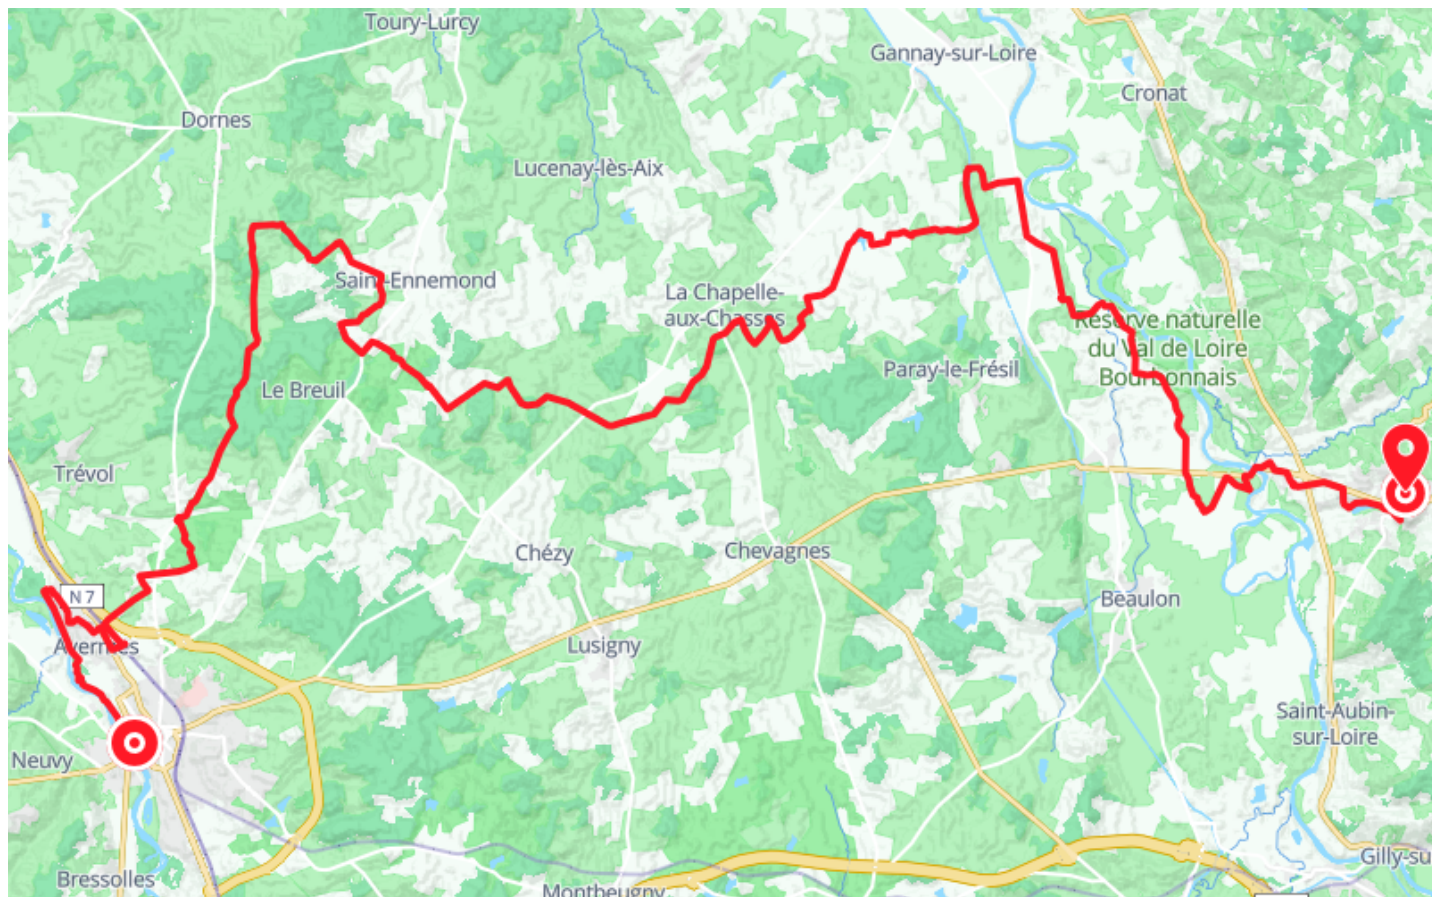 Toury-Lurcy
Gannay-sur-Loire
Cronat
Dornes
Lucenay-lès-Aix
Saint-Ennemond
La Chapelle-
aux-Chasses
Réserve naturelle
du Val de Loire
Bourbonnais
Paray-le-Frésil
Le Breuil
Trévol
Chézy
Chevagnes
N 7
Beaulon
Avermes
Lusigny
Saint-Aubin-
sur-Loire
Neuvy
Gilly-su
Bressolles
Montbeugny